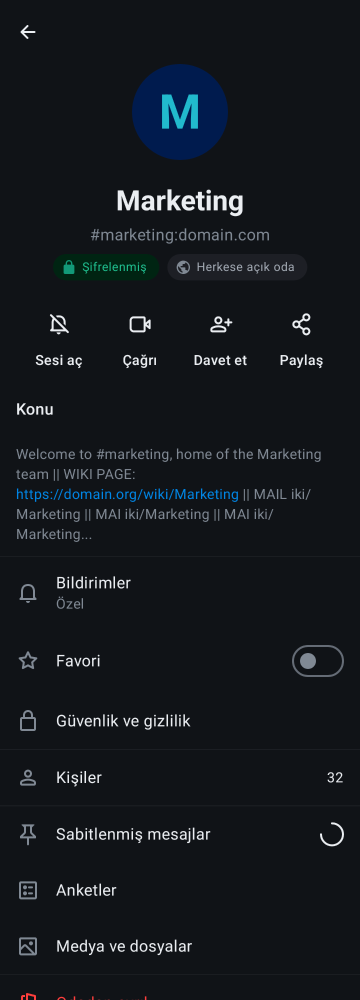 M
Marketing
#marketing:domain.com
Şifrelenmiş
Herkese açık oda
Sesi aç
Çağrı
Davet et
Paylaş
Konu
Welcome to #marketing, home of the Marketing
team || WIKI PAGE:
https://domain.org/wiki/Marketing || MAIL iki/
Marketing || MAI iki/Marketing || MAI iki/
Marketing...
Bildirimler
Özel
Favori
Güvenlik ve gizlilik
Kişiler
32
Sabitlenmiş mesajlar
Anketler
Medya ve dosyalar